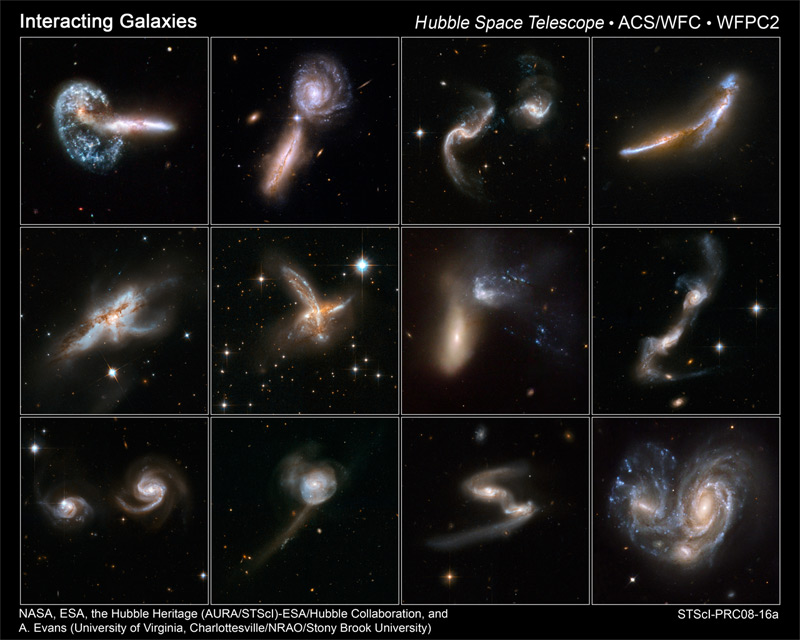 Interacting Galaxies
Hubble Space Telescope • ACS/WFC • WFPC2
NASA, ESA, the Hubble Heritage (AURA/STScI)-ESA/Hubble Collaboration, and
A. Evans (University of Virginia, Charlottesville/NRAO/Stony Brook University)
STScI-PRC08-16a